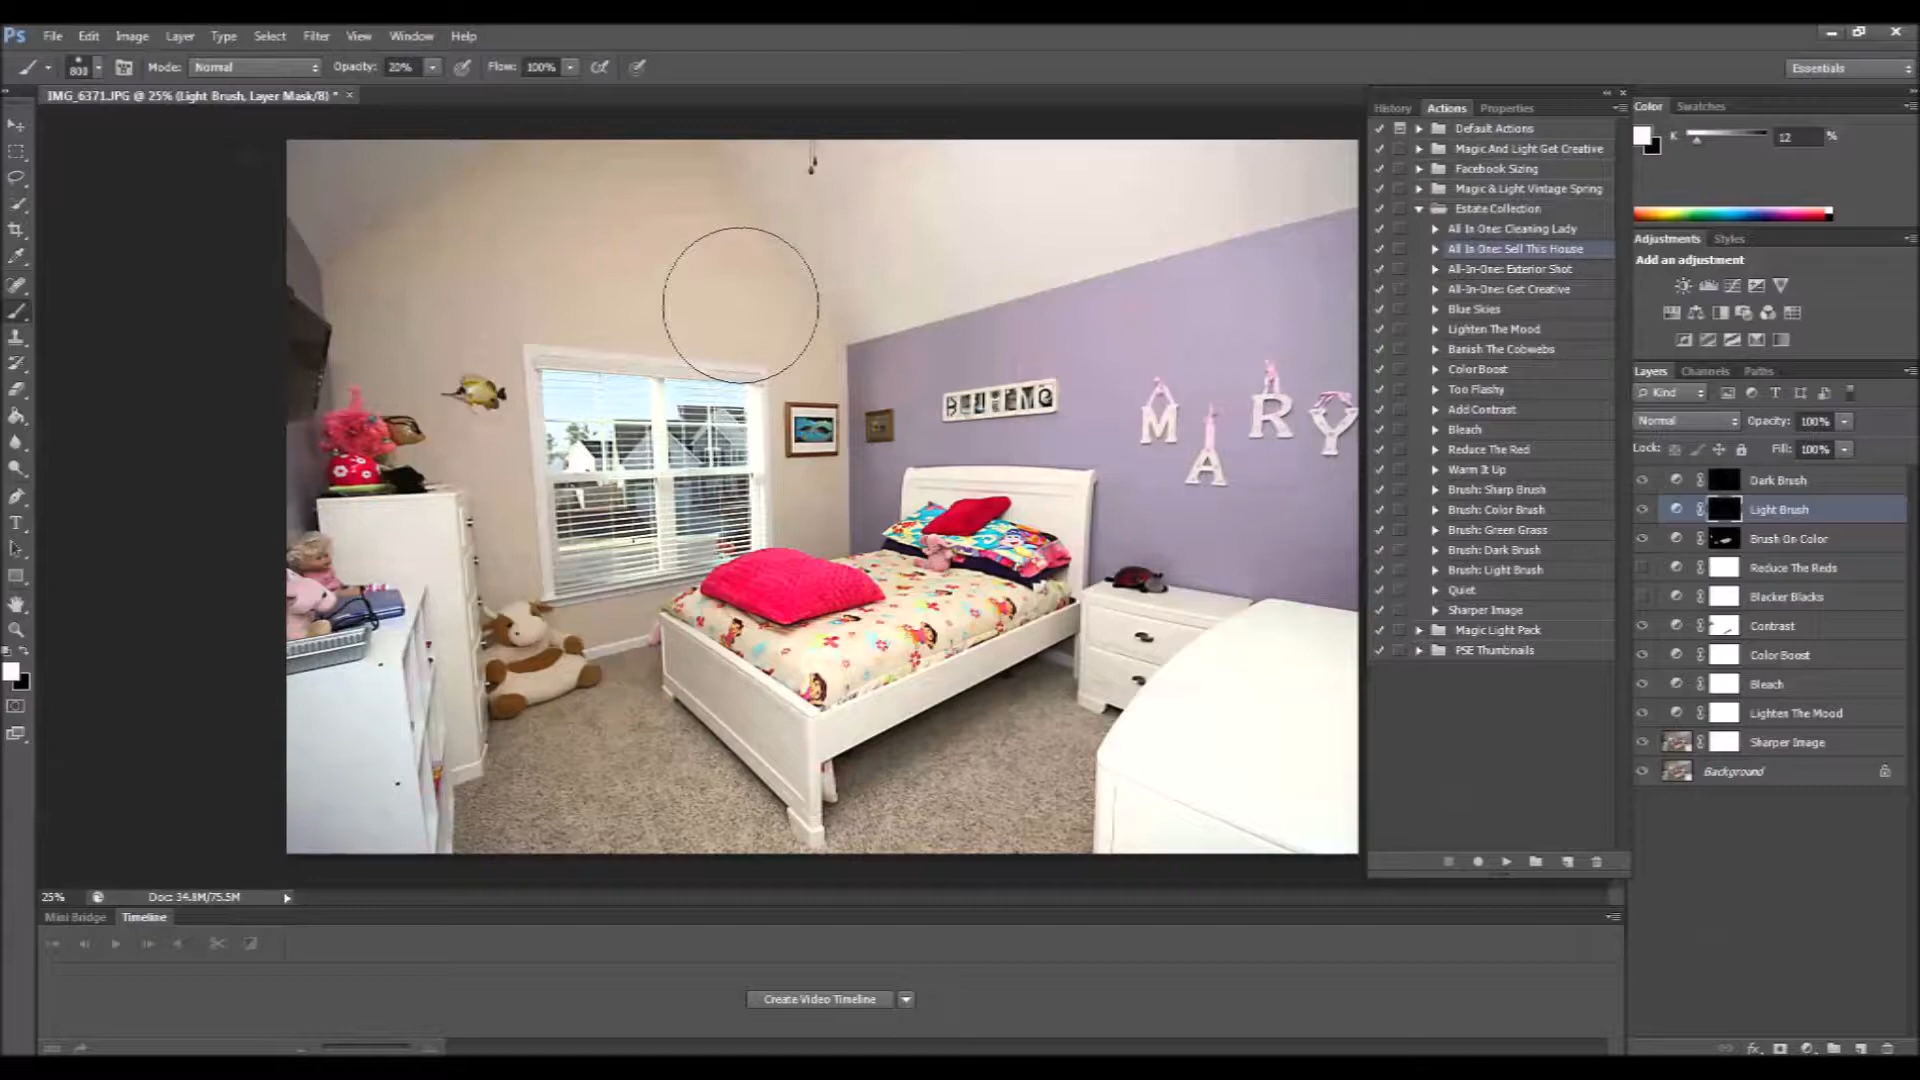 Ps File Edit Image Layer Type Select Filter View Window Help
801 Mode: Normal Opacity: 20% Flow: 100% Essentials
IMG_6371.JPG @ 25% (Light Brush, Layer Mask/8) * ×
History Actions Properties
Default Actions
Magic And Light Get Creative
Facebook Sizing
Magic & Light Vintage Spring
Estate Collection
All In One: Cleaning Lady
All In One: Sell This House
All-In-One: Exterior Shot
All-In-One: Get Creative
Blue Skies
Lighten The Mood
Banish The Cobwebs
Color Boost
Too Flashy
Add Contrast
Bleach
Reduce The Red
Warm It Up
Brush: Sharp Brush
Brush: Color Brush
Brush: Green Grass
Brush: Dark Brush
Brush: Light Brush
Quiet
Sharper Image
Magic Light Pack
PSE Thumbnails
Color Swatches
K 12 %
Adjustments Styles
Add an adjustment
Layers Channels Paths
Kind
Normal Opacity: 100%
Lock: Fill: 100%
Dark Brush
Light Brush
Brush On Color
Reduce The Reds
Blacker Blacks
Contrast
Color Boost
Bleach
Lighten The Mood
Sharper Image
Background
M A R Y
25% Doc: 34.8M/75.5M
Mini Bridge Timeline
Create Video Timeline